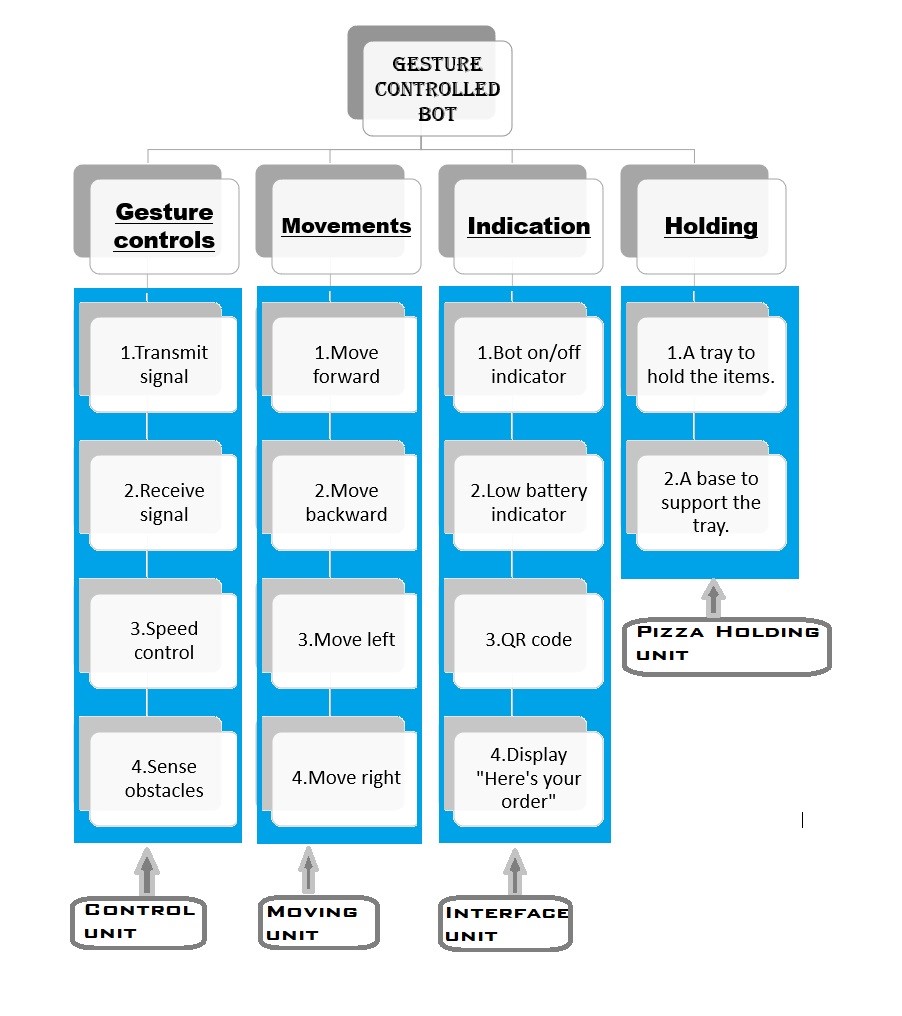 GESTURE
CONTROLLED
BOT
Gesture
controls
1.Transmit
signal
2.Receive
signal
3.Speed
control
4.Sense
obstacles
CONTROL
UNIT
Movements
1.Move
forward
2.Move
backward
3.Move left
4.Move right
MOVING
UNIT
Indication
1.Bot on/off
indicator
2.Low battery
indicator
3.QR code
4.Display
"Here's your
order"
INTERFACE
UNIT
Holding
1.A tray to
hold the items.
2.A base to
support the
tray.
PIZZA HOLDING
UNIT